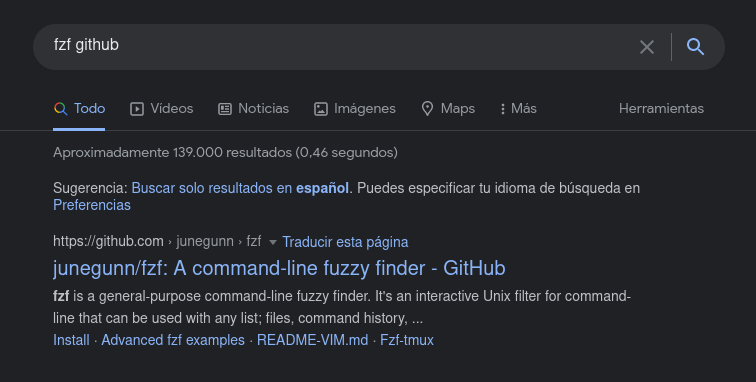 fzf github
Todo Vídeos Noticias Imágenes Maps Más Herramientas
Aproximadamente 139.000 resultados (0,46 segundos)
Sugerencia: Buscar solo resultados en español. Puedes especificar tu idioma de búsqueda en
Preferencias
https://github.com › junegunn › fzf Traducir esta página
junegunn/fzf: A command-line fuzzy finder - GitHub
fzf is a general-purpose command-line fuzzy finder. It's an interactive Unix filter for command-
line that can be used with any list; files, command history, ...
Install · Advanced fzf examples · README-VIM.md · Fzf-tmux